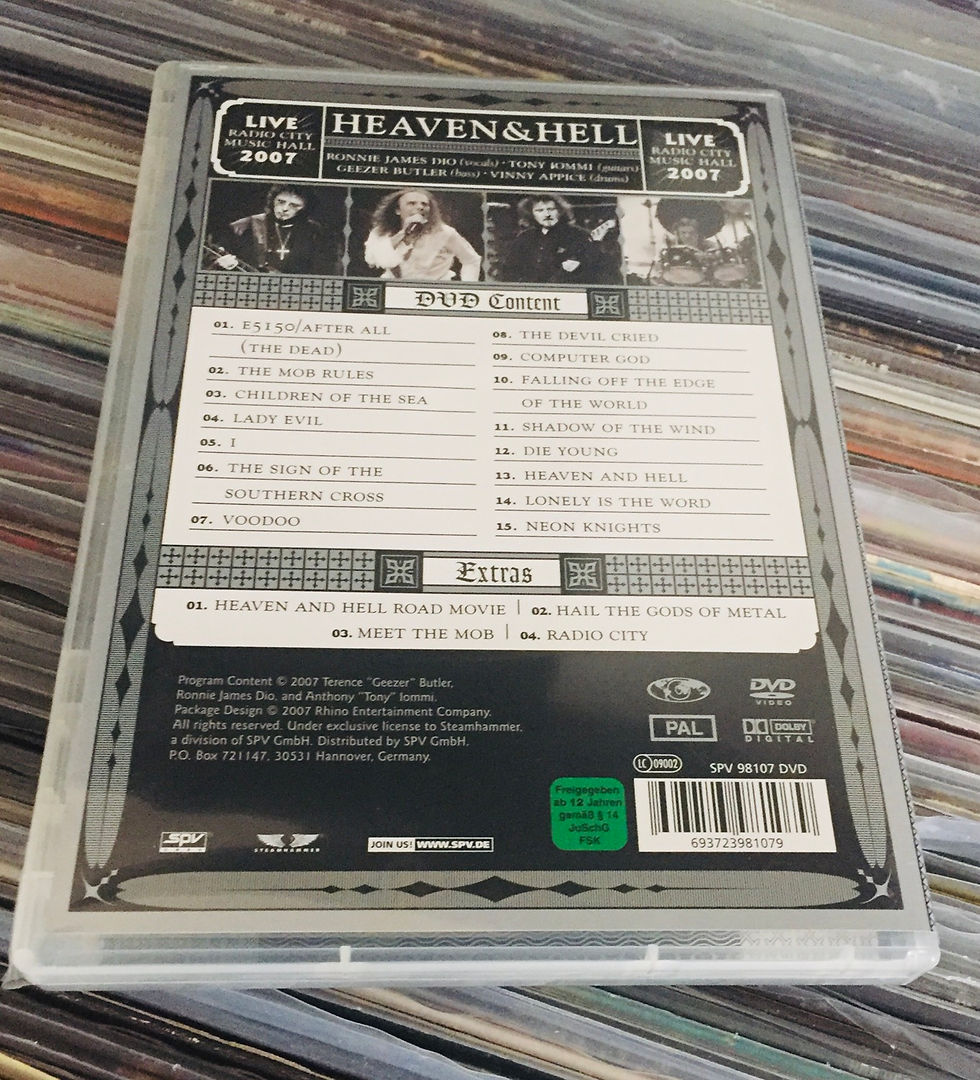 LIVE
RADIO CITY
MUSIC HALL
2007
HEAVEN&HELL
RONNIE JAMES DIO (vocals) · TONY IOMMI (guitars)
GEEZER BUTLER (bass) · VINNY APPICE (drums)
LIVE
RADIO CITY
MUSIC HALL
2007
DVD Content
01. E5150/AFTER ALL
(THE DEAD)
02. THE MOB RULES
03. CHILDREN OF THE SEA
04. LADY EVIL
05. I
06. THE SIGN OF THE
SOUTHERN CROSS
07. VOODOO
08. THE DEVIL CRIED
09. COMPUTER GOD
10. FALLING OFF THE EDGE
OF THE WORLD
11. SHADOW OF THE WIND
12. DIE YOUNG
13. HEAVEN AND HELL
14. LONELY IS THE WORD
15. NEON KNIGHTS
Extras
01. HEAVEN AND HELL ROAD MOVIE | 02. HAIL THE GODS OF METAL
03. MEET THE MOB | 04. RADIO CITY
Program Content © 2007 Terence "Geezer" Butler,
Ronnie James Dio, and Anthony "Tony" Iommi.
Package Design © 2007 Rhino Entertainment Company.
All rights reserved. Under exclusive license to Steamhammer,
a division of SPV GmbH. Distributed by SPV GmbH.
P.O. Box 721147, 30531 Hannover, Germany.
DVD
VIDEO
PAL
DOLBY
DIGITAL
LC 09002
SPV 98107 DVD
Freigegeben
ab 12 Jahren
gemäß § 14
JuSchG
FSK
693723981079
SPV
STEAMHAMMER
JOIN US! WWW.SPV.DE